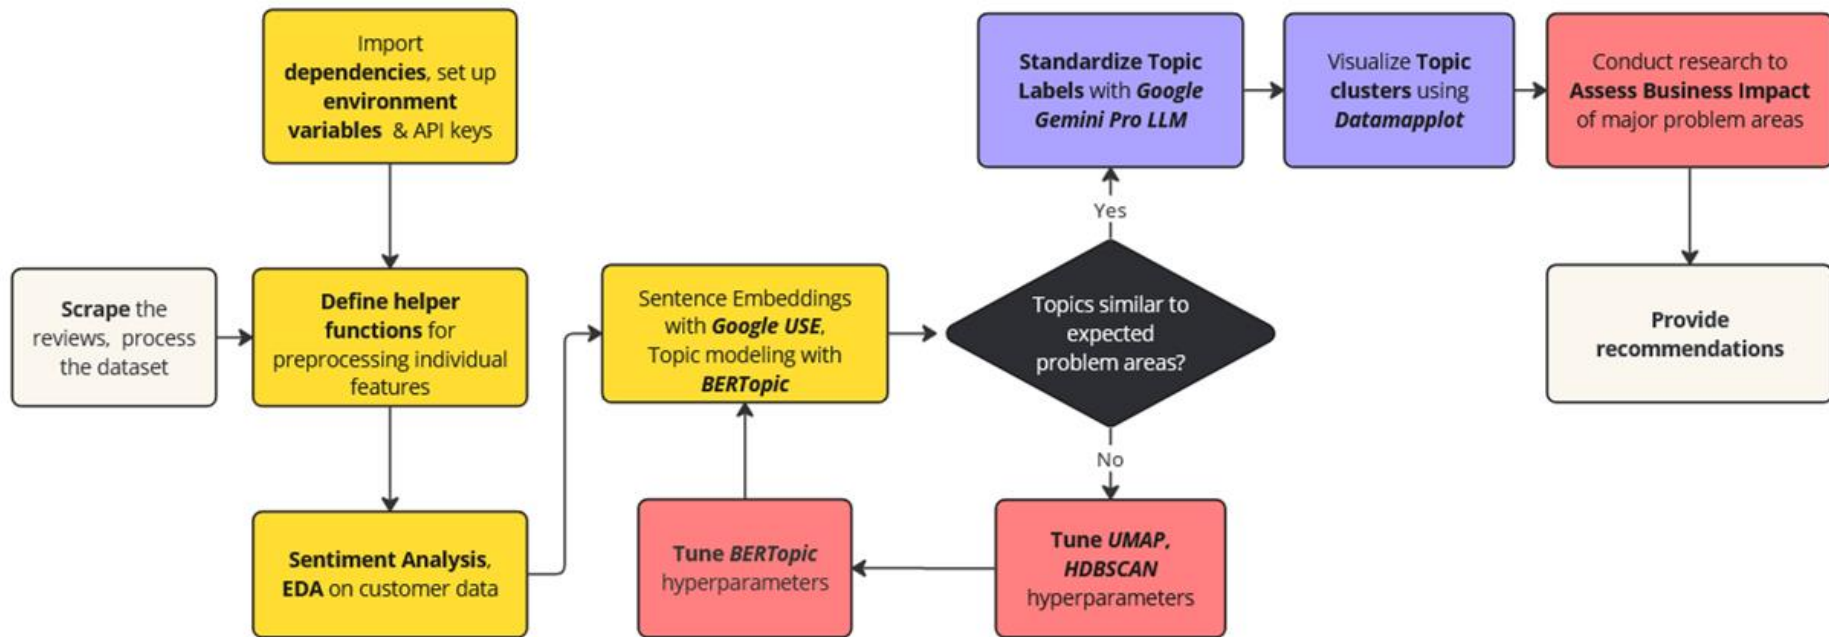 Import
dependencies, set up
environment
variables & API keys
Scrape the
reviews, process
the dataset
Define helper
functions for
preprocessing individual
features
Sentiment Analysis,
EDA on customer data
Sentence Embeddings
with Google USE,
Topic modeling with
BERTopic
Topics similar to
expected
problem areas?
Yes
No
Tune UMAP,
HDBSCAN
hyperparameters
Tune BERTopic
hyperparameters
Standardize Topic
Labels with Google
Gemini Pro LLM
Visualize Topic
clusters using
Datamapplot
Conduct research to
Assess Business Impact
of major problem areas
Provide
recommendations